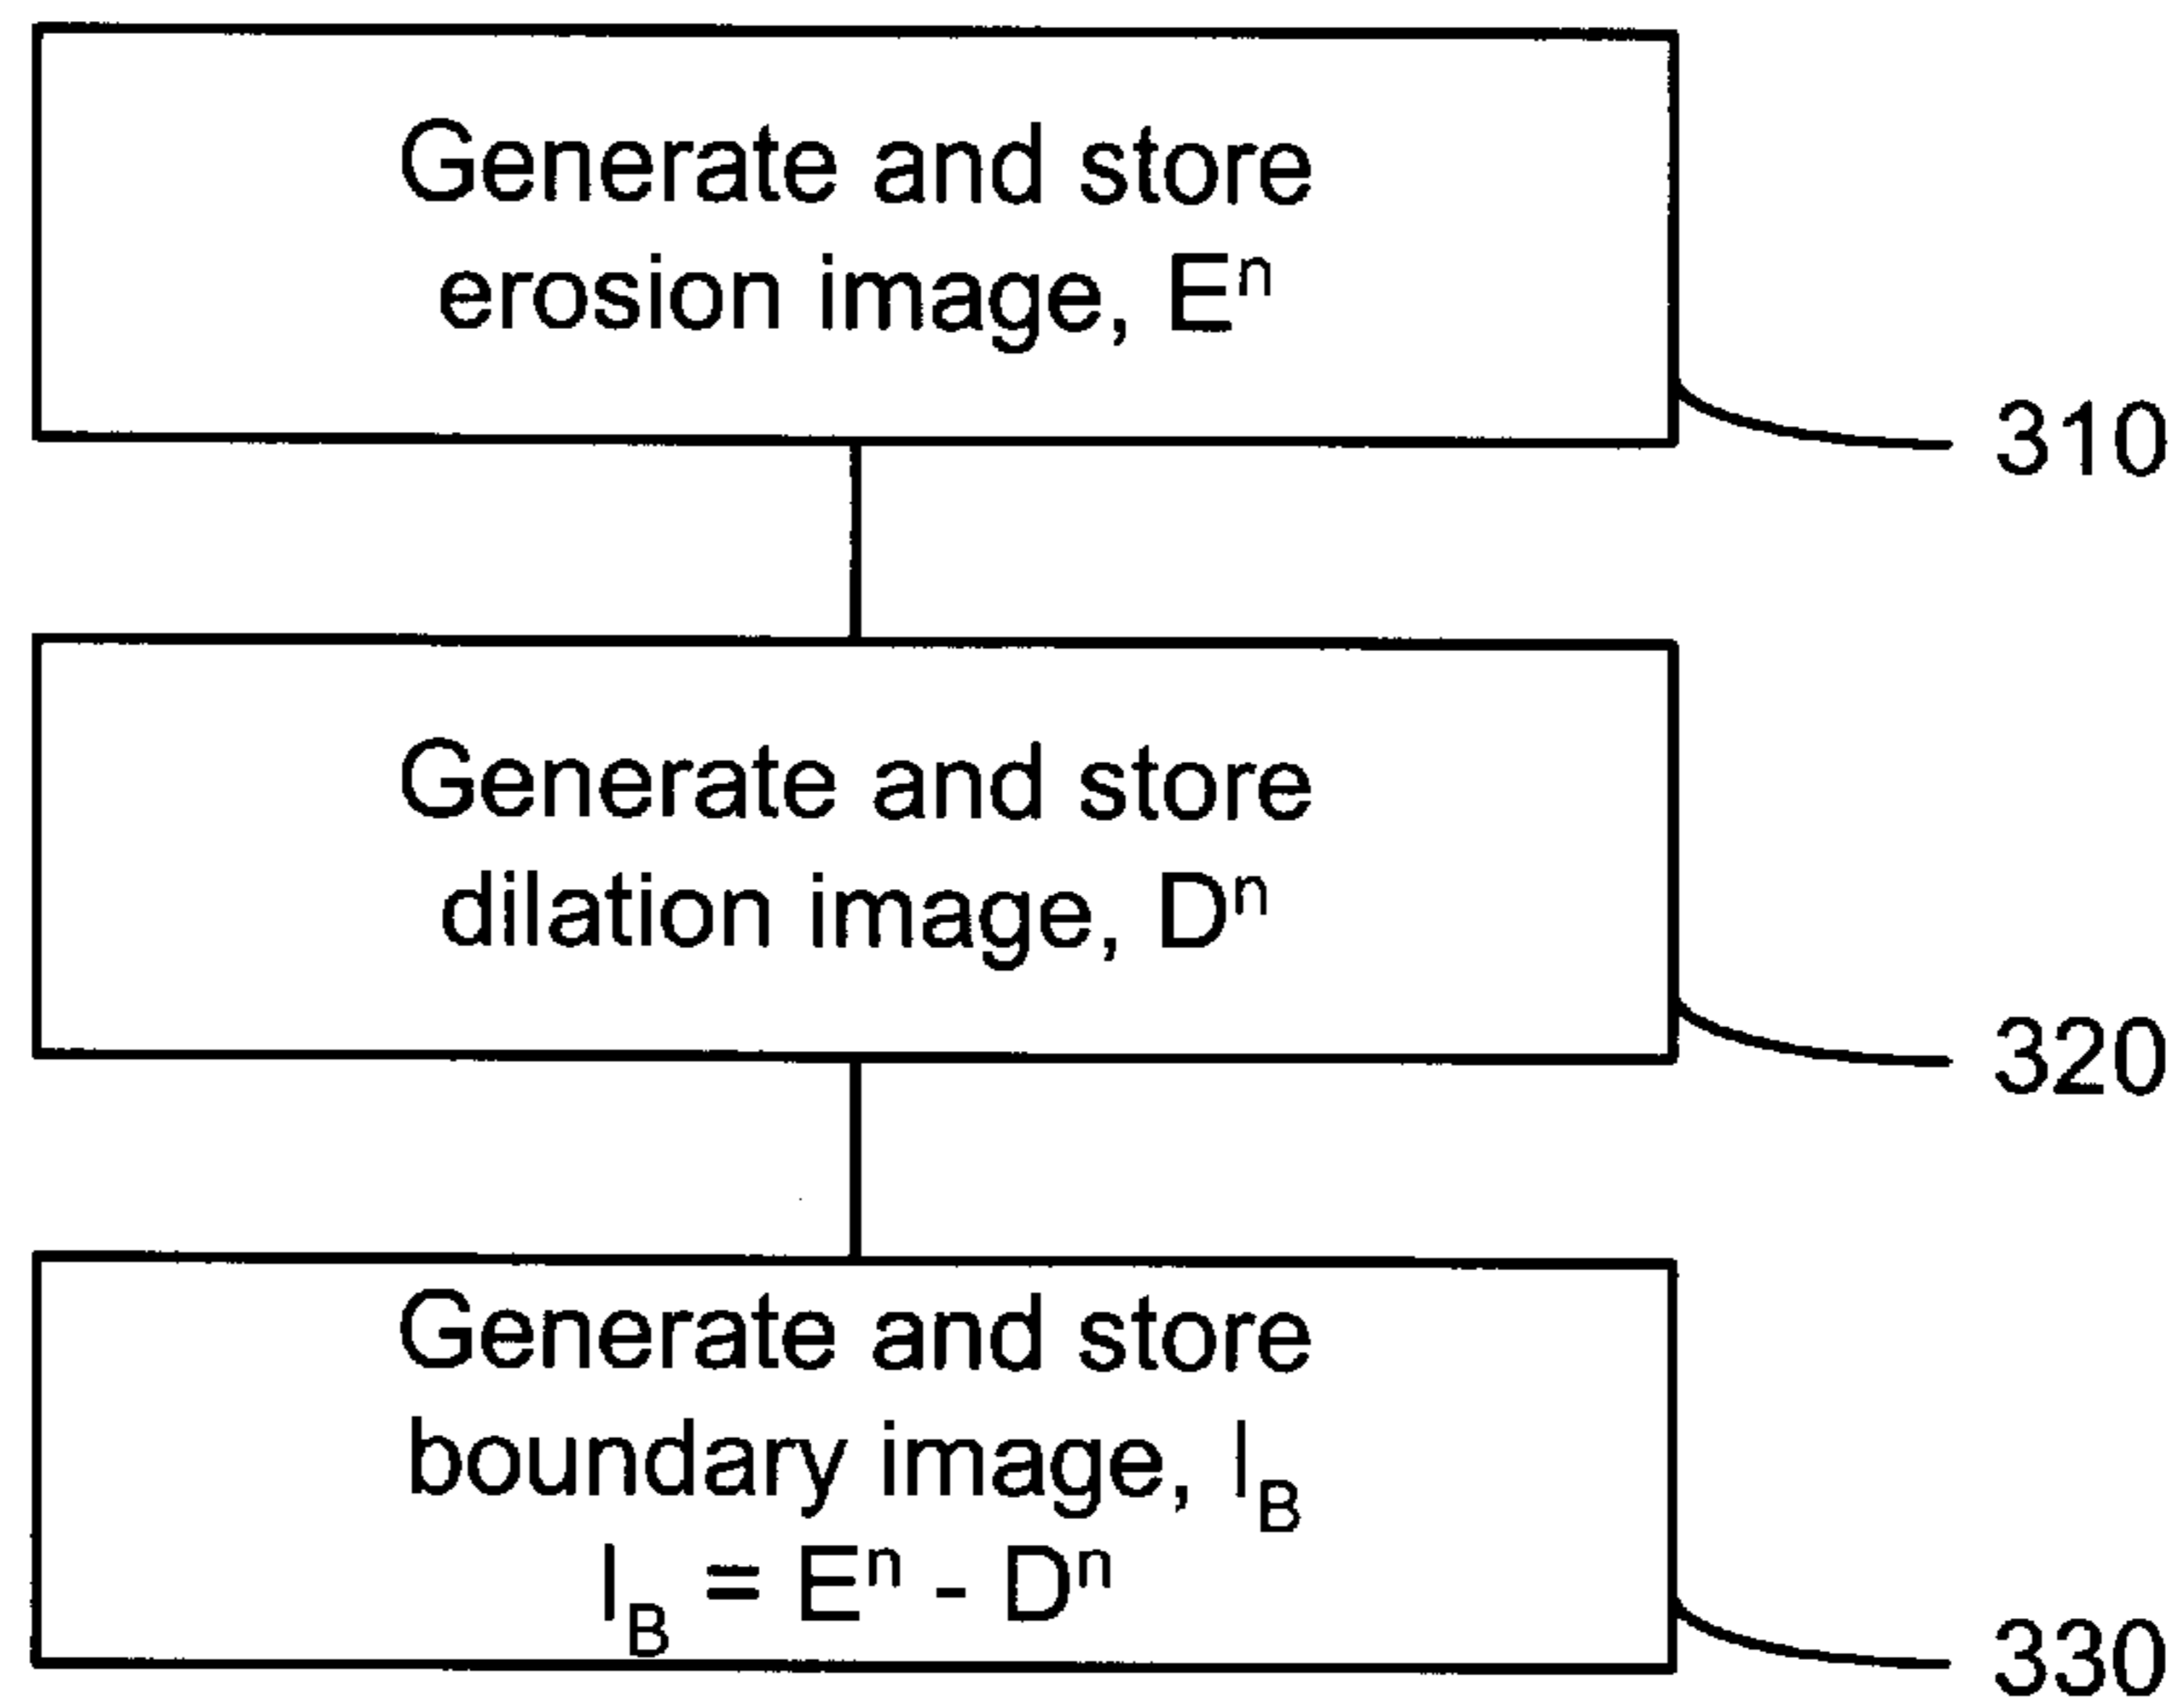 Generate and store
erosion image, Eⁿ
310
Generate and store
dilation image, Dⁿ
320
Generate and store
boundary image, I_B
I_B = Eⁿ - Dⁿ
330